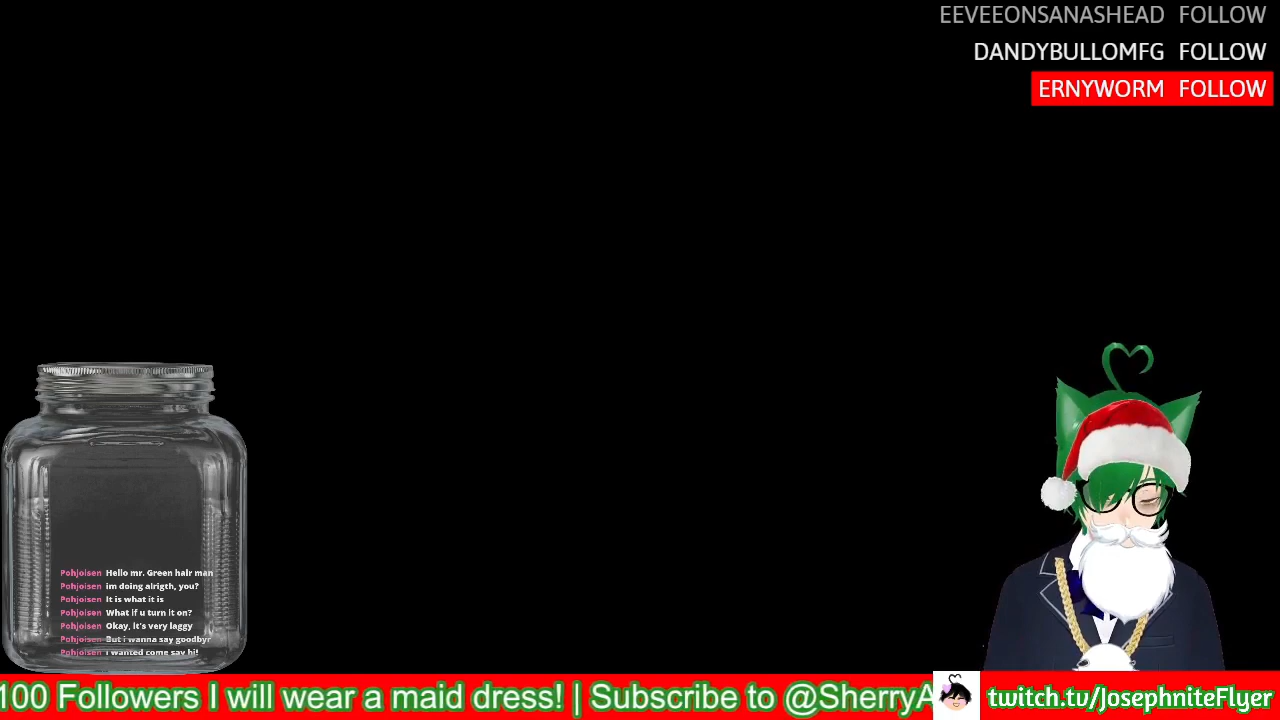 EEVEEONSANASHEAD FOLLOW
DANDYBULLOMFG FOLLOW
ERNYWORM FOLLOW
Pohjoisen Hello mr. Green hair man
Pohjoisen im doing alrigth, you?
Pohjoisen It is what it is
Pohjoisen What if u turn it on?
Pohjoisen Okay, it's very laggy
Pohjoisen But i wanna say goodbyr
Pohjoisen i wanted come say hi!
100 Followers I will wear a maid dress! | Subscribe to @SherryA
twitch.tv/JosephniteFlyer